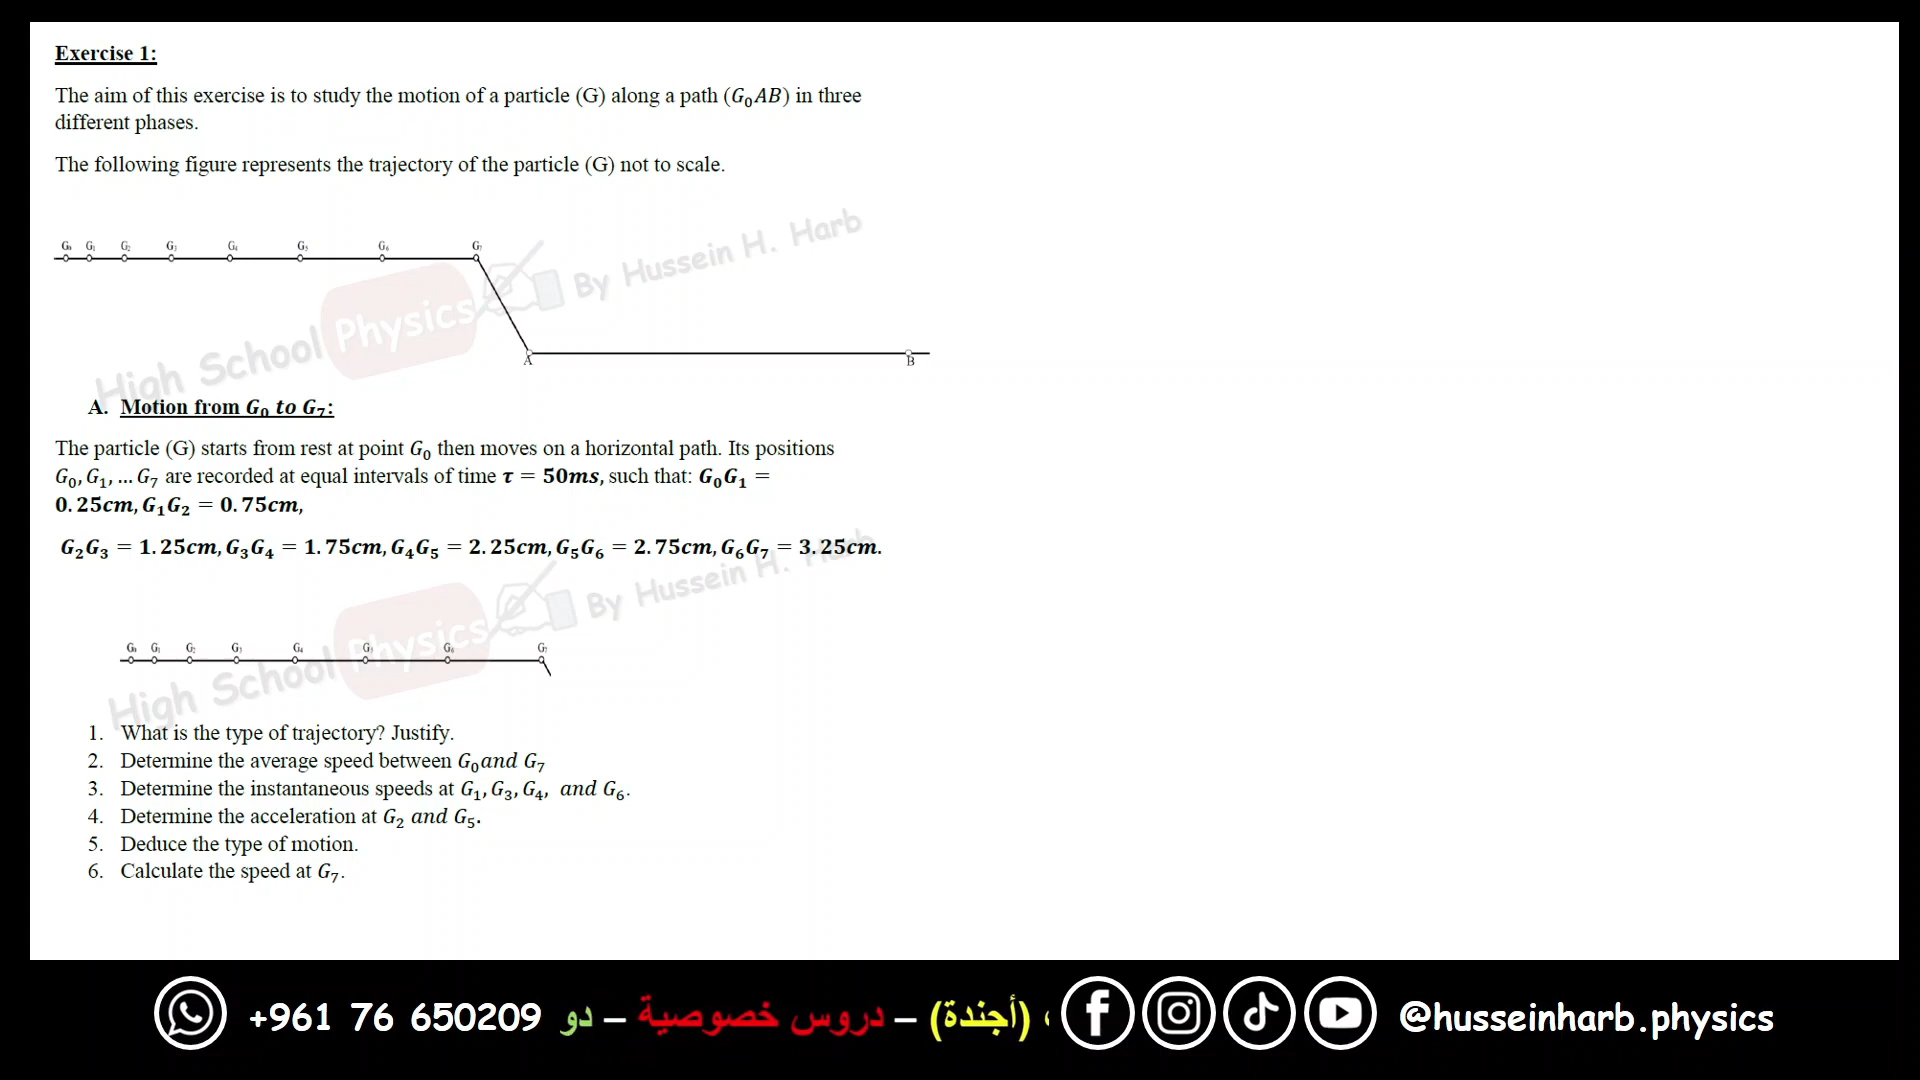 Exercise 1:
The aim of this exercise is to study the motion of a particle (G) along a path (G₀AB) in three
different phases.
The following figure represents the trajectory of the particle (G) not to scale.
G₀ G₁ G₂ G₃ G₄ G₅ G₆ G₇
A B
High School Physics By Hussein H. Harb
A. Motion from G₀ to G₇:
The particle (G) starts from rest at point G₀ then moves on a horizontal path. Its positions
G₀, G₁, ... G₇ are recorded at equal intervals of time τ = 50ms, such that: G₀G₁ =
0.25cm, G₁G₂ = 0.75cm,
G₂G₃ = 1.25cm, G₃G₄ = 1.75cm, G₄G₅ = 2.25cm, G₅G₆ = 2.75cm, G₆G₇ = 3.25cm.
High School Physics By Hussein H. Harb
G₀ G₁ G₂ G₃ G₄ G₅ G₆ G₇
1. What is the type of trajectory? Justify.
2. Determine the average speed between G₀and G₇
3. Determine the instantaneous speeds at G₁, G₃, G₄, and G₆.
4. Determine the acceleration at G₂ and G₅.
5. Deduce the type of motion.
6. Calculate the speed at G₇.
+961 76 650209 (أجندة) – دروس خصوصية – دو @husseinharb.physics